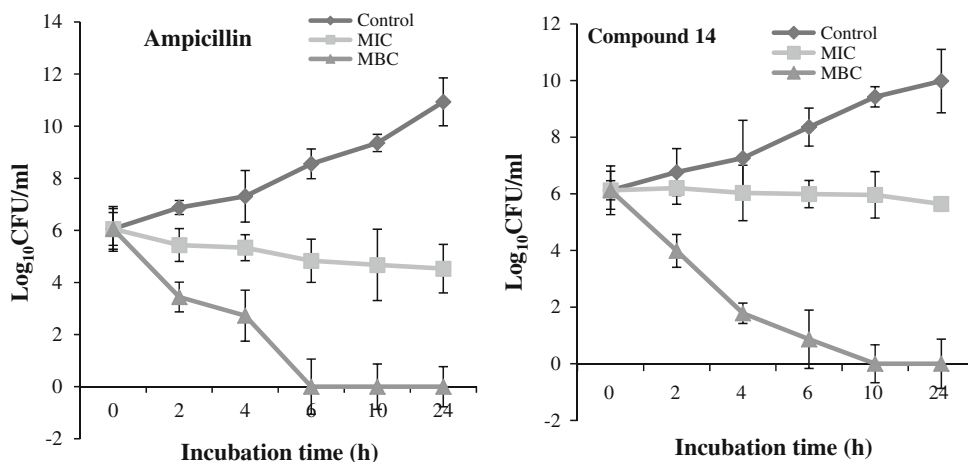 Ampicillin
Control
MIC
MBC
14
12
10
8
6
4
2
0
-2
Log10CFU/ml
0 2 4 6 10 24
Incubation time (h)
Compound 14
Control
MIC
MBC
12
10
8
6
4
2
0
-2
Log10CFU/ml
0 2 4 6 10 24
Incubation time (h)